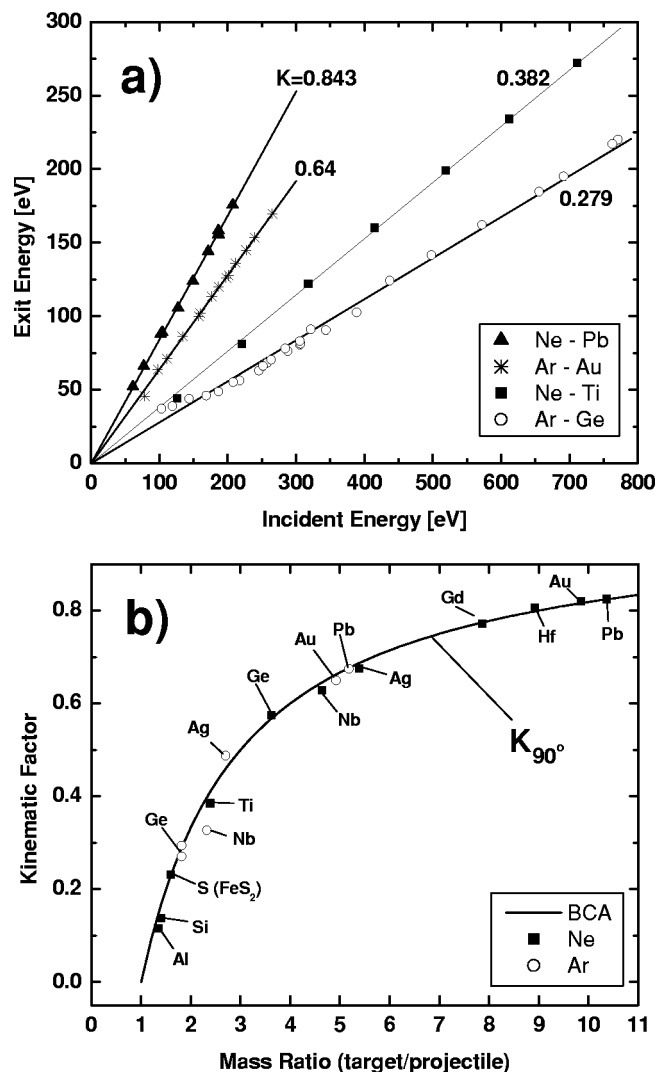 300
250
200
150
100
50
0
Exit Energy [eV]
a)
K=0.843
0.64
0.382
0.279
Ne - Pb
Ar - Au
Ne - Ti
Ar - Ge
0 100 200 300 400 500 600 700 800
Incident Energy [eV]
0.8
0.6
0.4
0.2
0.0
Kinematic Factor
b)
Au
Gd
Hf
Pb
Pb
Au
Ag
Nb
Ge
Ag
Ti
Ge
Nb
S (FeS₂)
Si
Al
K90°
BCA
Ne
Ar
0 1 2 3 4 5 6 7 8 9 10 11
Mass Ratio (target/projectile)